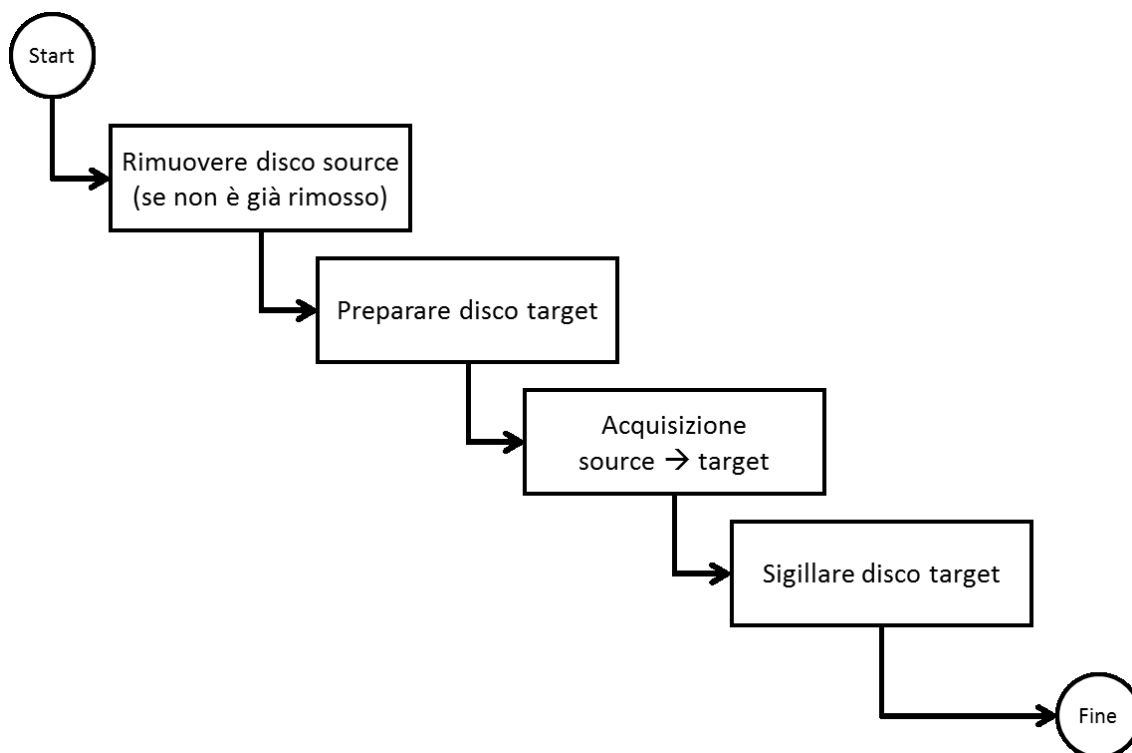 Start
Rimuovere disco source
(se non è già rimosso)
Preparare disco target
Acquisizione
source → target
Sigillare disco target
Fine